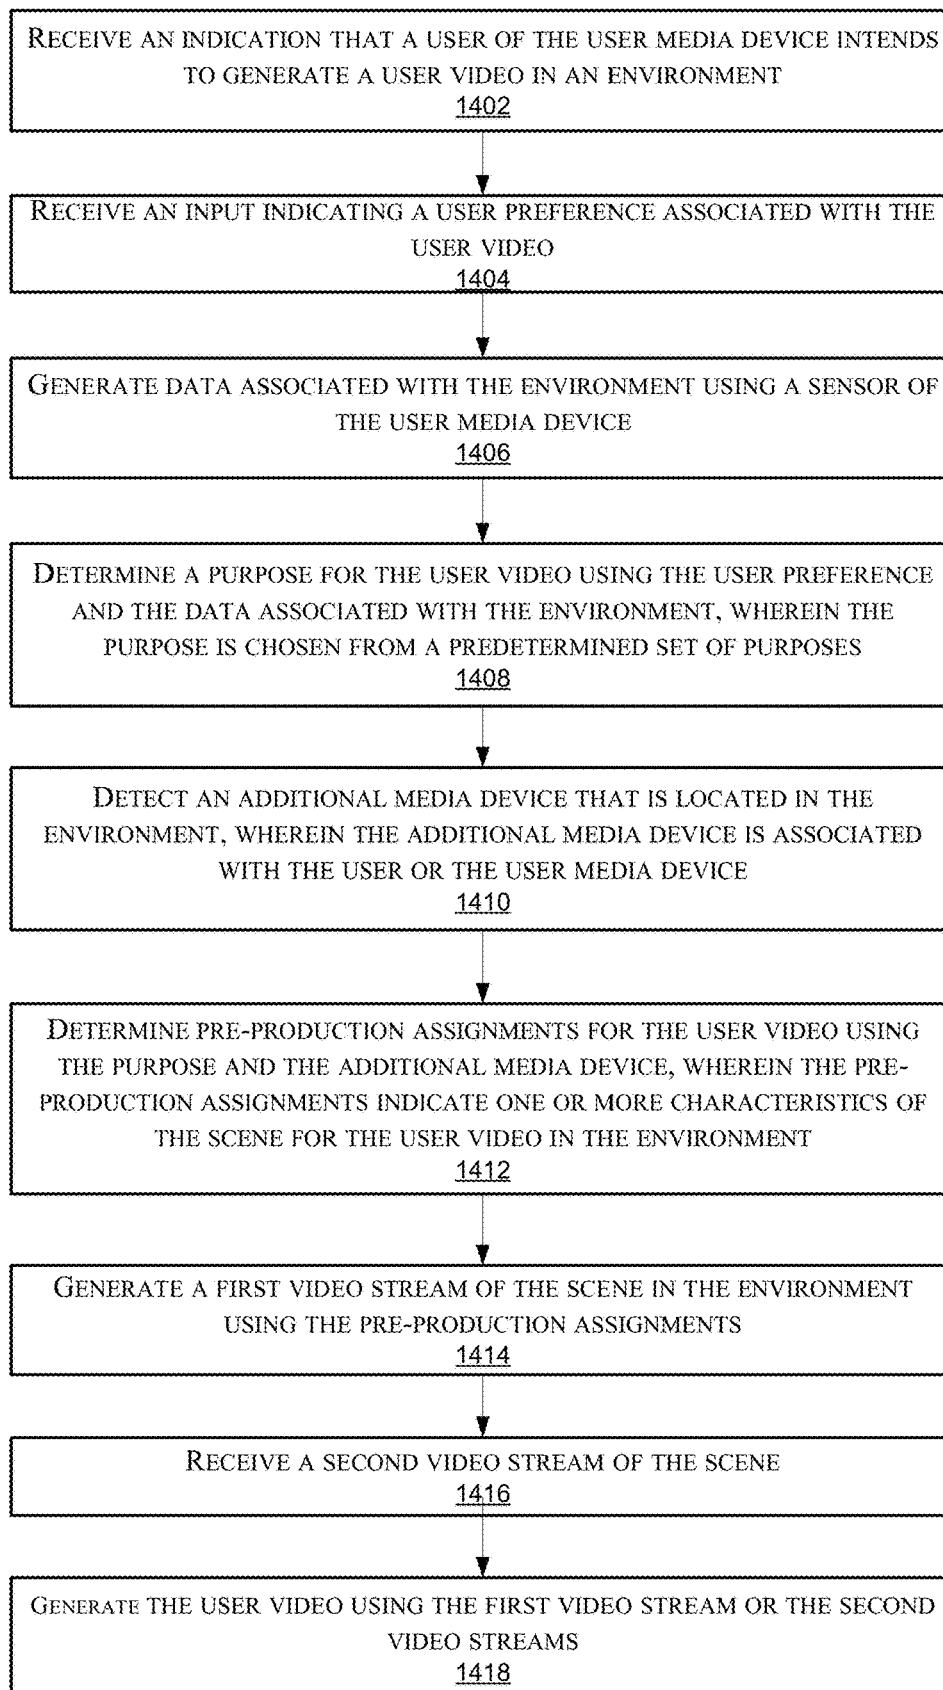 RECEIVE AN INDICATION THAT A USER OF THE USER MEDIA DEVICE INTENDS
TO GENERATE A USER VIDEO IN AN ENVIRONMENT
1402
RECEIVE AN INPUT INDICATING A USER PREFERENCE ASSOCIATED WITH THE
USER VIDEO
1404
GENERATE DATA ASSOCIATED WITH THE ENVIRONMENT USING A SENSOR OF
THE USER MEDIA DEVICE
1406
DETERMINE A PURPOSE FOR THE USER VIDEO USING THE USER PREFERENCE
AND THE DATA ASSOCIATED WITH THE ENVIRONMENT, WHEREIN THE
PURPOSE IS CHOSEN FROM A PREDETERMINED SET OF PURPOSES
1408
DETECT AN ADDITIONAL MEDIA DEVICE THAT IS LOCATED IN THE
ENVIRONMENT, WHEREIN THE ADDITIONAL MEDIA DEVICE IS ASSOCIATED
WITH THE USER OR THE USER MEDIA DEVICE
1410
DETERMINE PRE-PRODUCTION ASSIGNMENTS FOR THE USER VIDEO USING
THE PURPOSE AND THE ADDITIONAL MEDIA DEVICE, WHEREIN THE PRE-
PRODUCTION ASSIGNMENTS INDICATE ONE OR MORE CHARACTERISTICS OF
THE SCENE FOR THE USER VIDEO IN THE ENVIRONMENT
1412
GENERATE A FIRST VIDEO STREAM OF THE SCENE IN THE ENVIRONMENT
USING THE PRE-PRODUCTION ASSIGNMENTS
1414
RECEIVE A SECOND VIDEO STREAM OF THE SCENE
1416
GENERATE THE USER VIDEO USING THE FIRST VIDEO STREAM OR THE SECOND
VIDEO STREAMS
1418